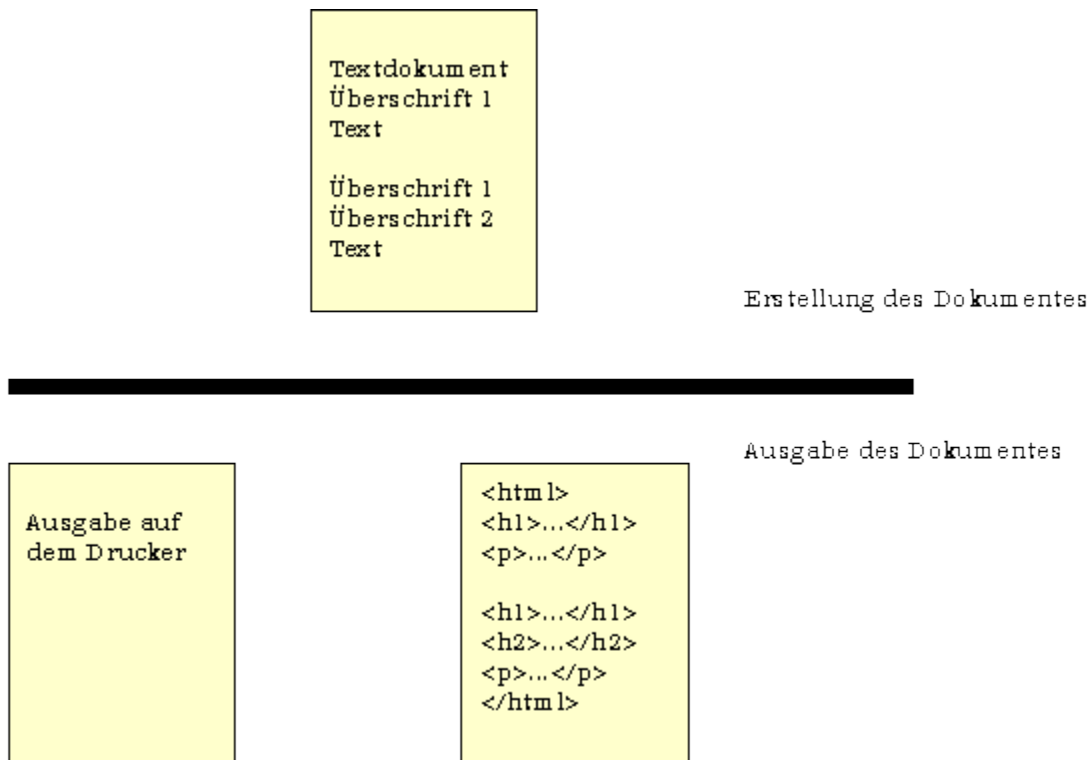 Textdokument
Überschrift 1
Text
Überschrift 1
Überschrift 2
Text
Erstellung des Dokumentes
Ausgabe des Dokumentes
Ausgabe auf
dem Drucker
<html>
<h1>...</h1>
<p>...</p>
<h1>...</h1>
<h2>...</h2>
<p>...</p>
</html>